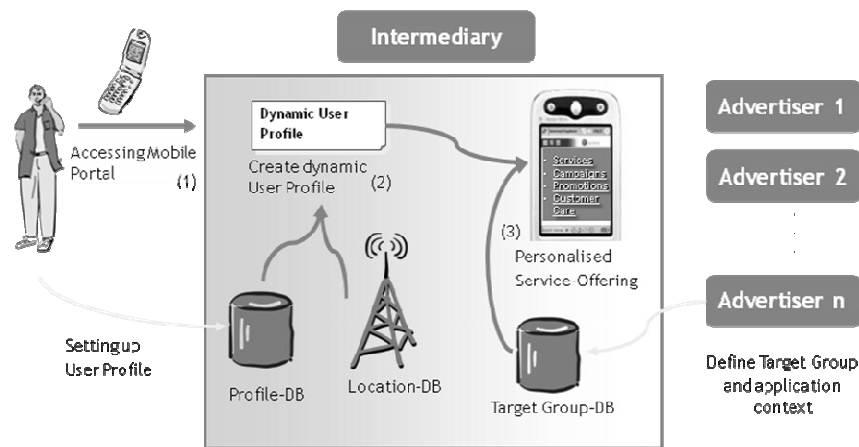 Intermediary
Accessing Mobile
Portal
(1)
Dynamic User
Profile
Create dynamic
User Profile
(2)
Services
Campaigns
Promotions
Customer
Care
(3)
Personalised
Service-Offering
Advertiser 1
Advertiser 2
Advertiser n
Setting up
User Profile
Profile-DB
Location-DB
Target Group-DB
Define Target Group
and application
context